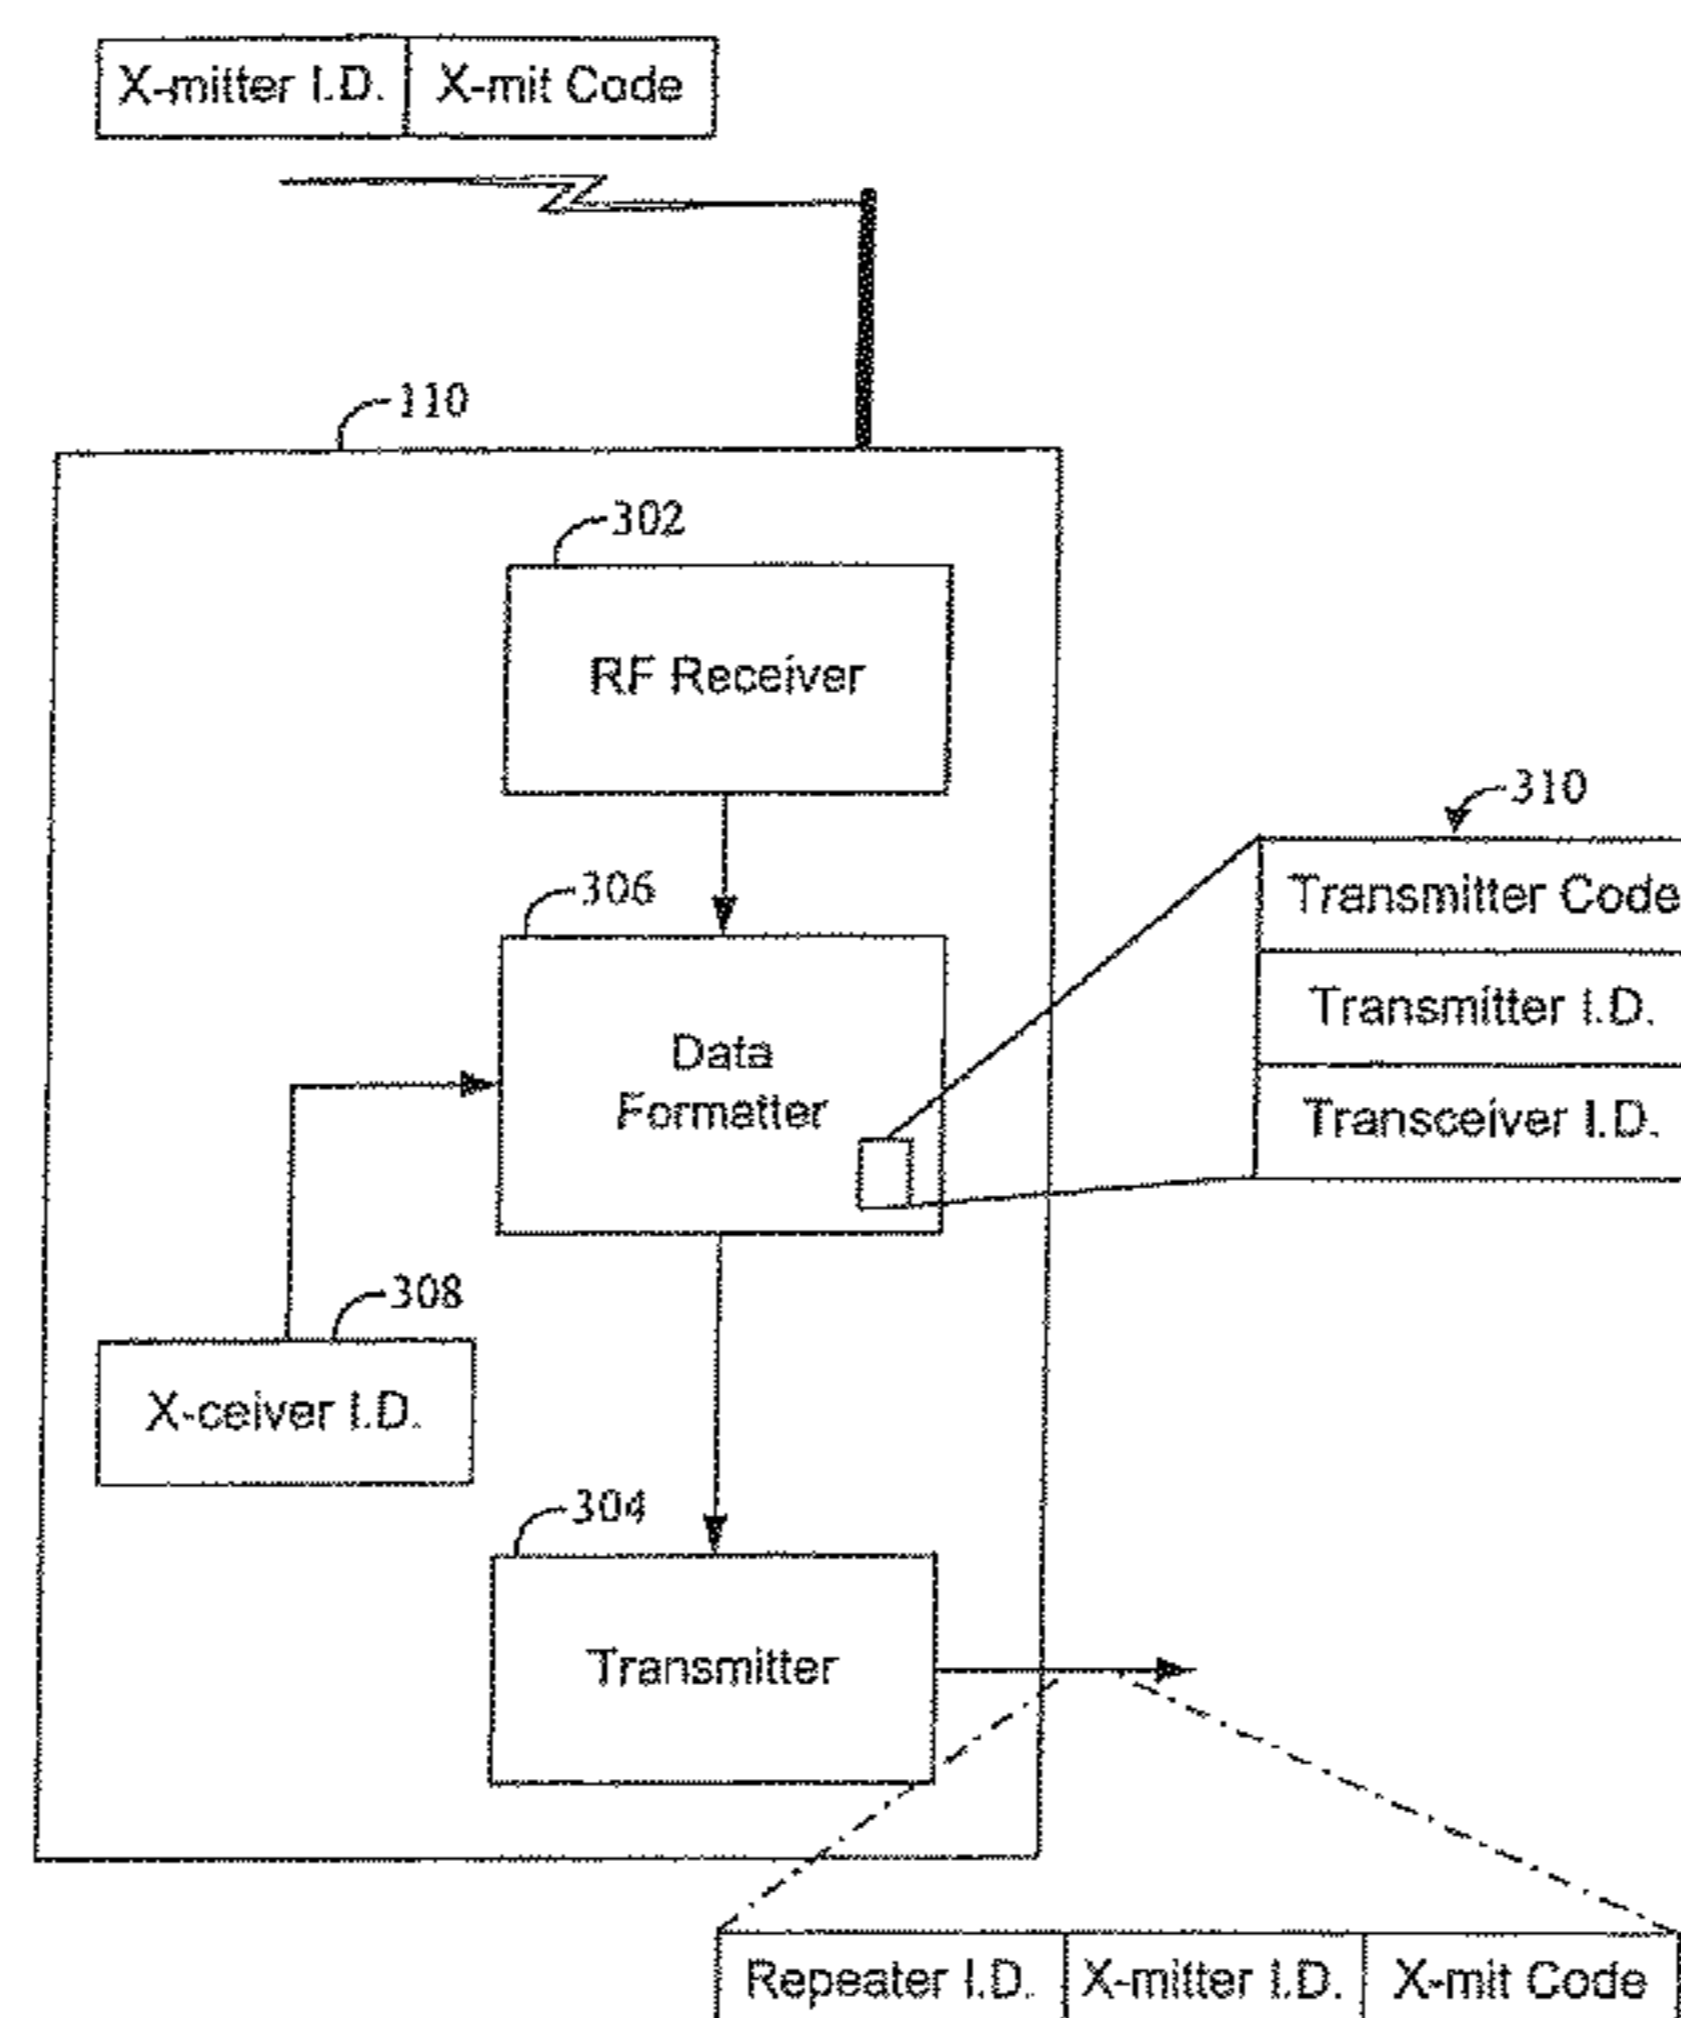 X-mitter I.D. X-mit Code
110
302
RF Receiver
310
Transmitter Code
306
Transmitter I.D.
Data
Formatter
Transceiver I.D.
308
X-ceiver I.D.
304
Transmitter
Repeater I.D. X-mitter I.D. X-mit Code